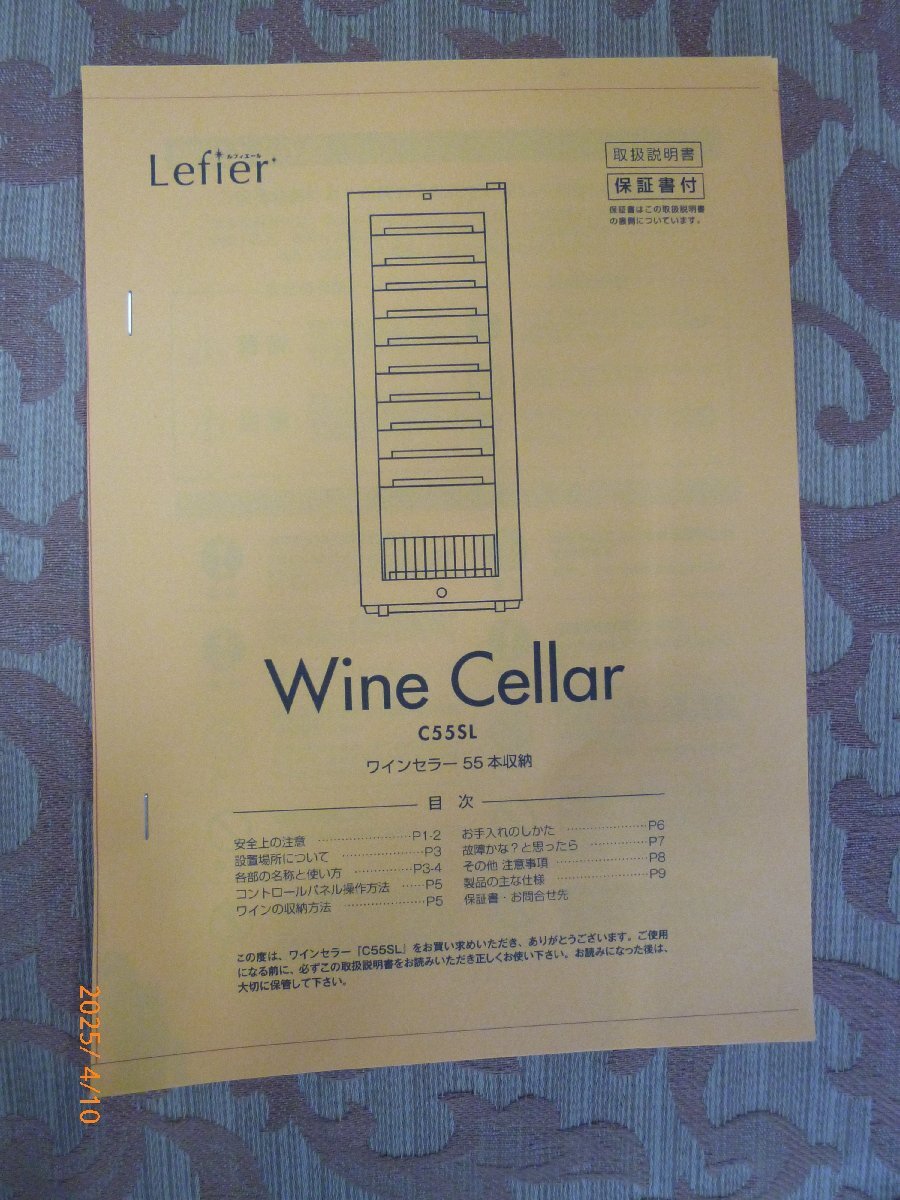 Lefier
ルフィエール
取扱説明書
保証書付
保証書はこの取扱説明書
の裏側についています。
Wine Cellar
C55SL
ワインセラー 55 本収納
目 次
安全上の注意 ………………P1-2
設置場所について ………………P3
各部の名称と使い方 …………P3-4
コントロールパネル操作方法 ……P5
ワインの収納方法 ………………P5
お手入れのしかた ………………P6
故障かな?と思ったら …………P7
その他 注意事項 ………………P8
製品の主な仕様 ………………P9
保証書・お問合せ先
この度は、ワインセラー「C55SL」をお買い求めいただき、ありがとうございます。ご使用
になる前に、必ずこの取扱説明書をお読みいただき正しくお使い下さい。お読みになった後は、
大切に保管して下さい。
2025/ 4/10